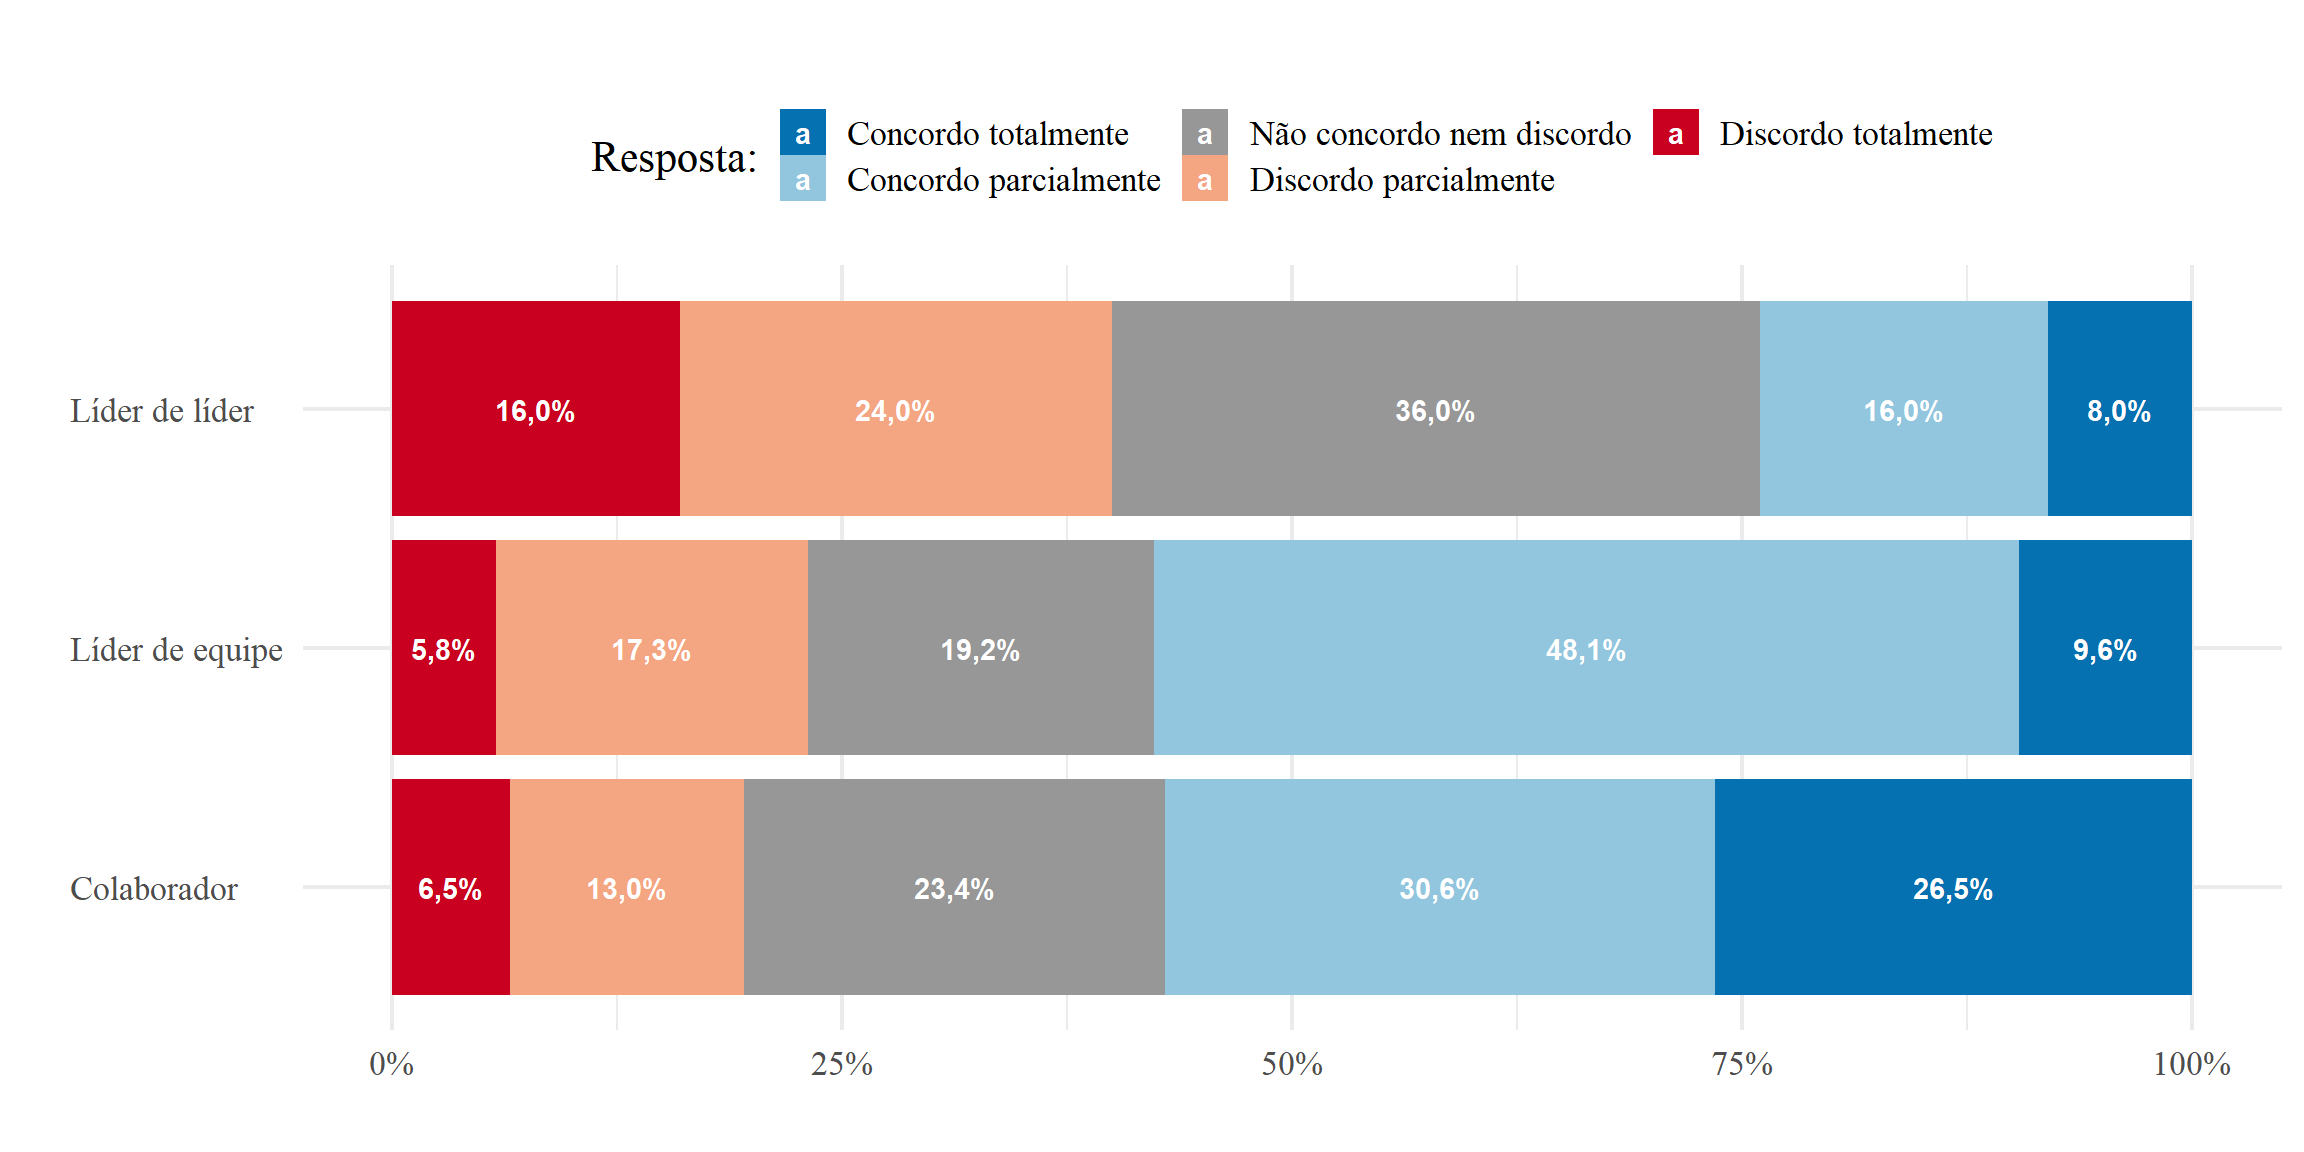 Resposta:
a Concordo totalmente a Não concordo nem discordo a Discordo totalmente
a Concordo parcialmente a Discordo parcialmente
Líder de líder 16,0% 24,0% 36,0% 16,0% 8,0%
Líder de equipe 5,8% 17,3% 19,2% 48,1% 9,6%
Colaborador 6,5% 13,0% 23,4% 30,6% 26,5%
0% 25% 50% 75% 100%